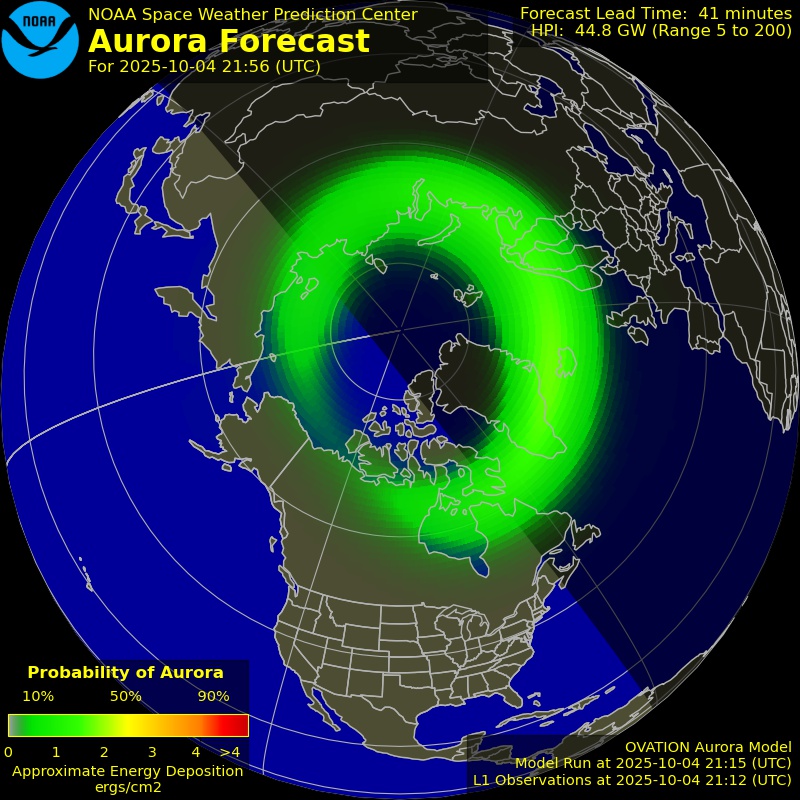 NOAA
NOAA Space Weather Prediction Center
Aurora Forecast
For 2025-10-04 21:56 (UTC)
Forecast Lead Time: 41 minutes
HPI: 44.8 GW (Range 5 to 200)
Probability of Aurora
10% 50% 90%
0 1 2 3 4 >4
Approximate Energy Deposition
ergs/cm2
OVATION Aurora Model
Model Run at 2025-10-04 21:15 (UTC)
L1 Observations at 2025-10-04 21:12 (UTC)